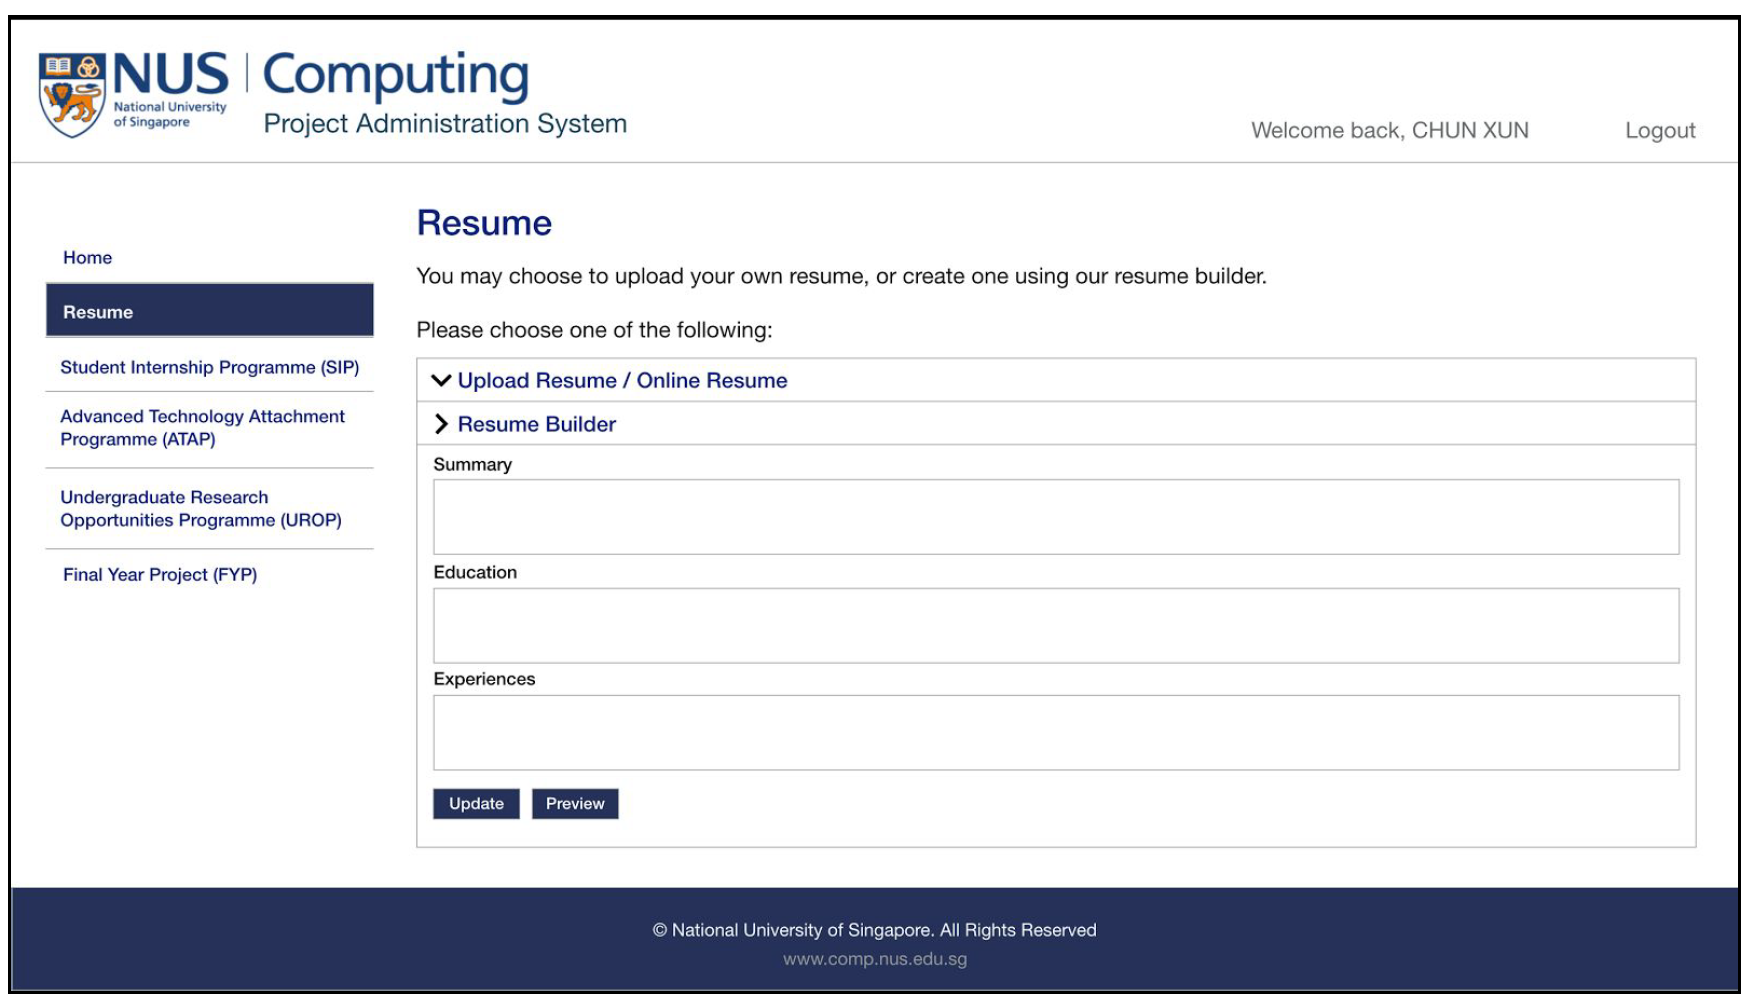 NUS
National University
of Singapore
Computing
Project Administration System
Welcome back, CHUN XUN
Logout
Home
Resume
Student Internship Programme (SIP)
Advanced Technology Attachment
Programme (ATAP)
Undergraduate Research
Opportunities Programme (UROP)
Final Year Project (FYP)
Resume
You may choose to upload your own resume, or create one using our resume builder.
Please choose one of the following:
Upload Resume / Online Resume
Resume Builder
Summary
Education
Experiences
Update
Preview
© National University of Singapore. All Rights Reserved
www.comp.nus.edu.sg